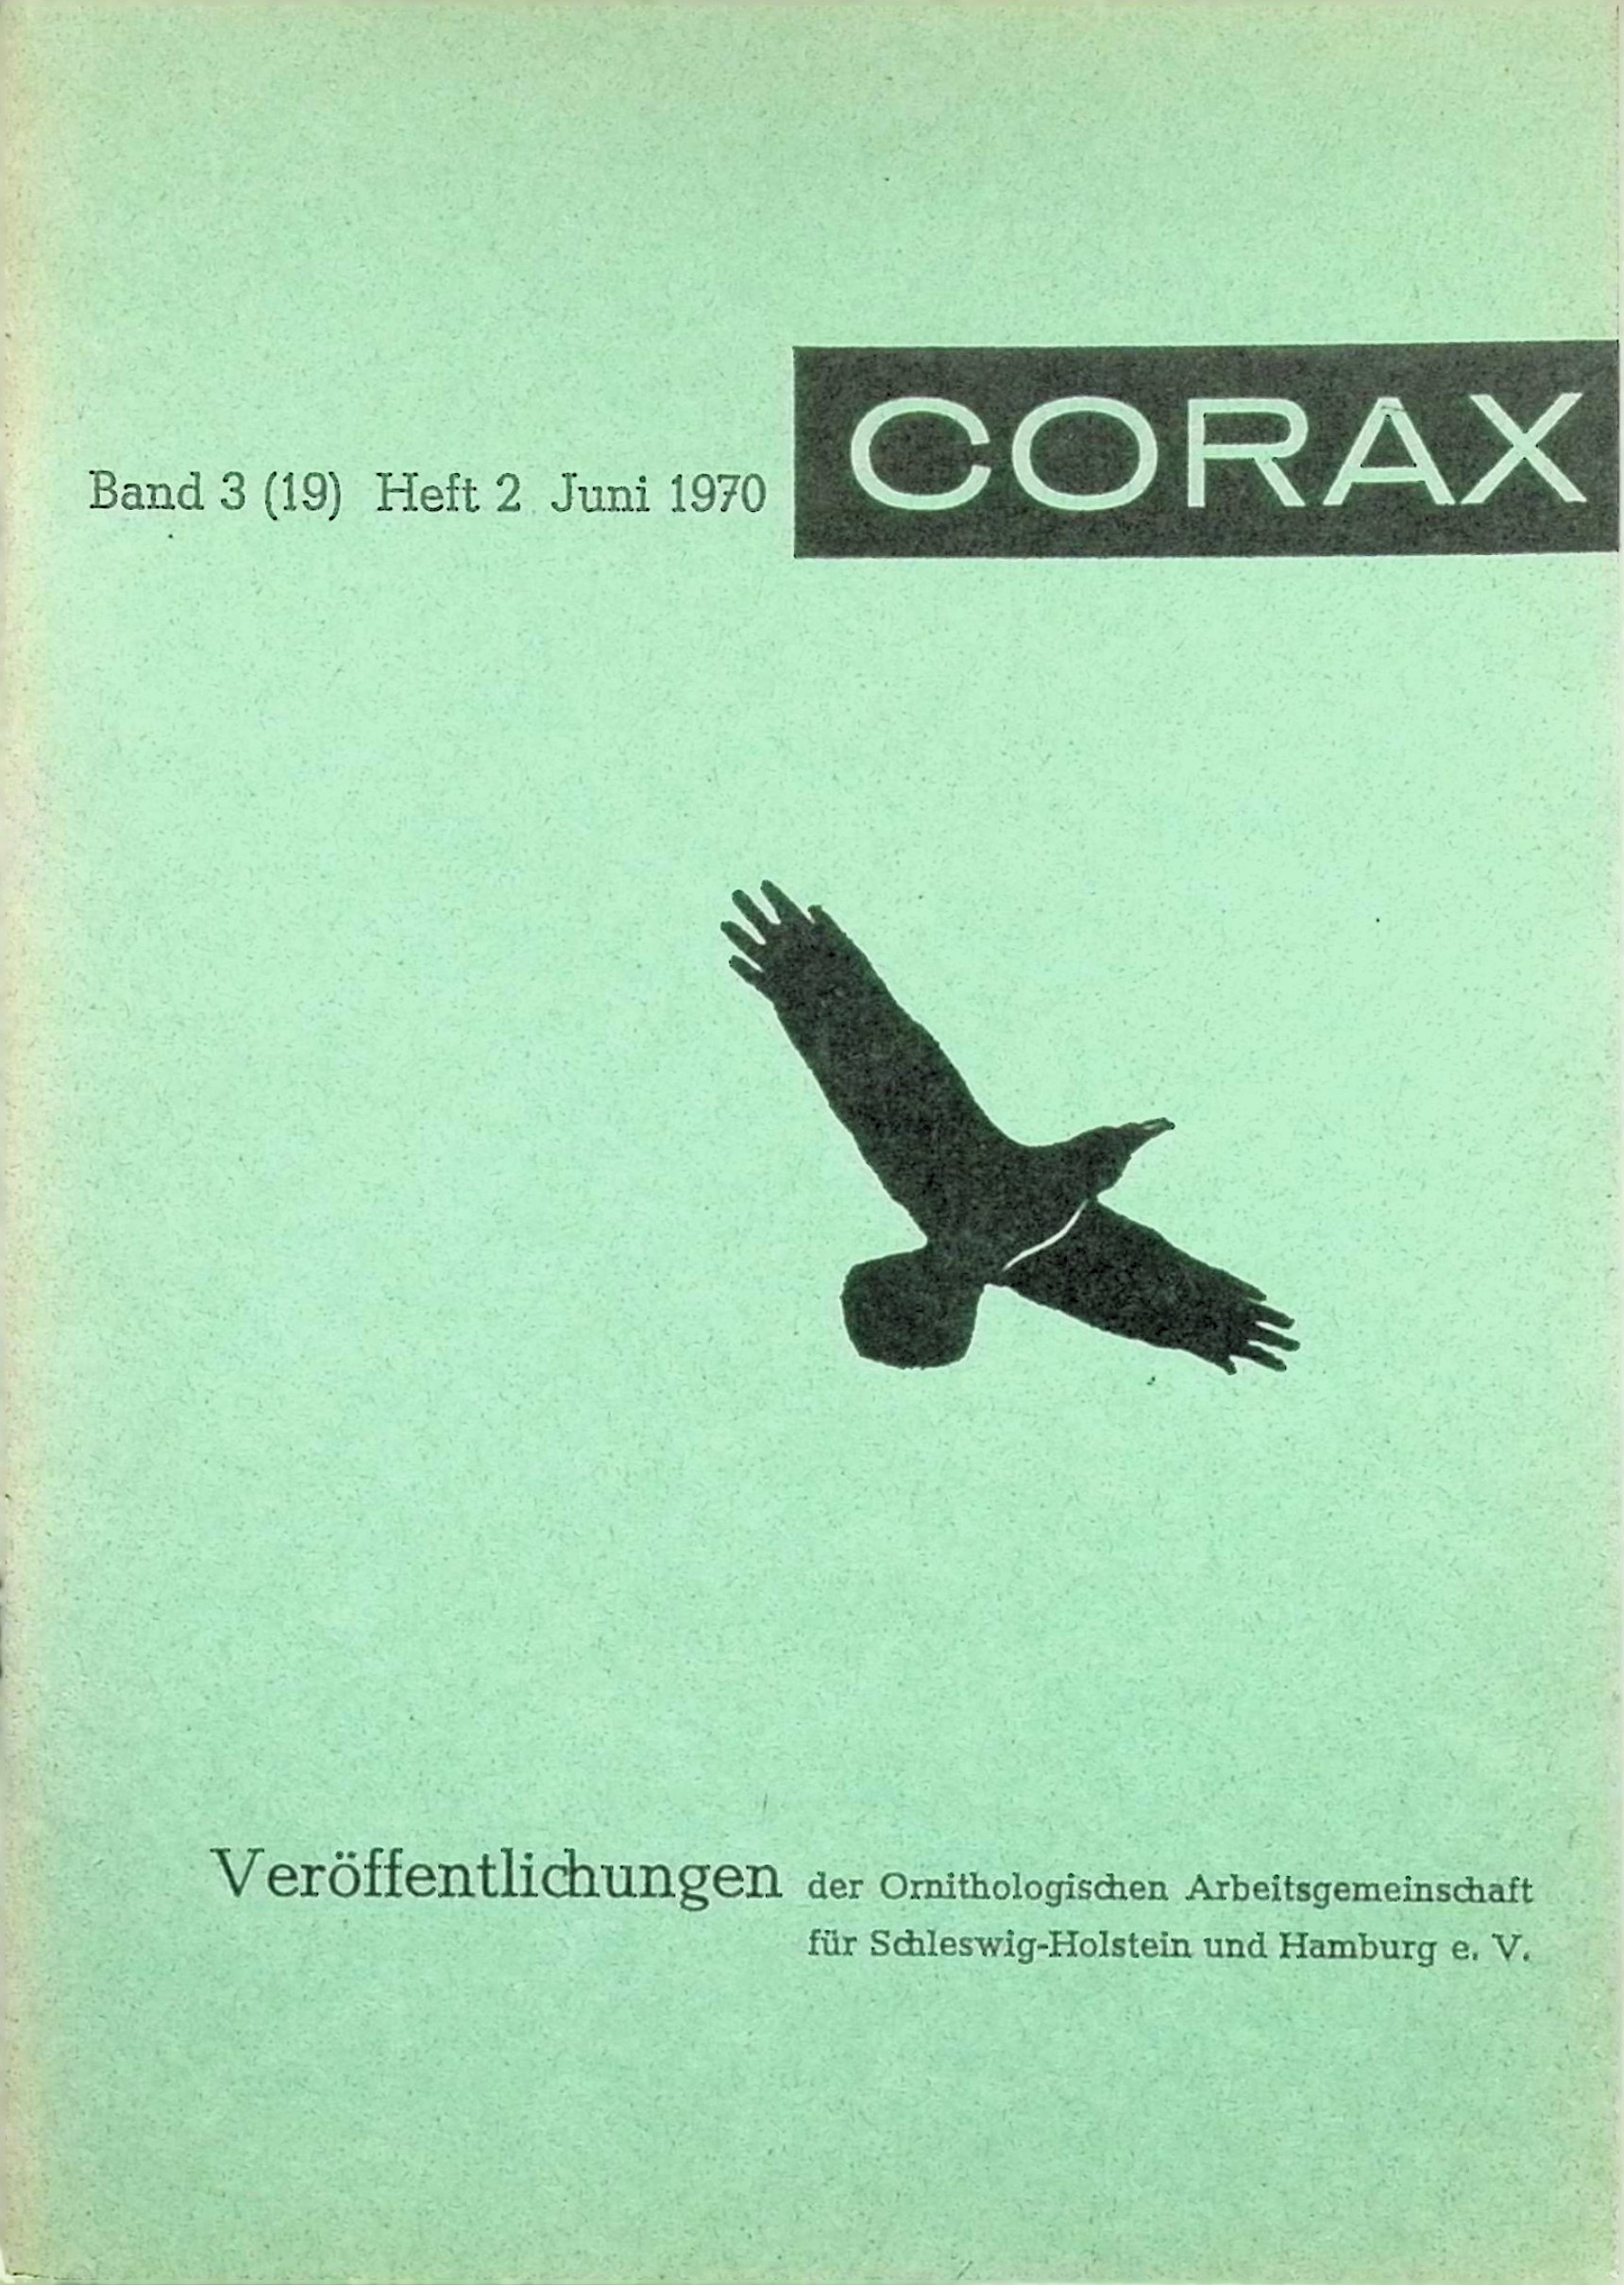 CORAX
Band 3 (19) Heft 2 Juni 1970
Veröffentlichungen der Ornithologischen Arbeitsgemeinschaft
für Schleswig-Holstein und Hamburg e. V.